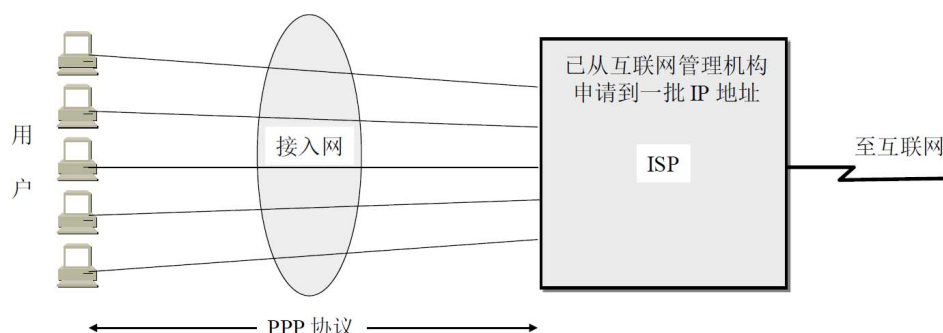 已从互联网管理机构
申请到一批 IP 地址
用
户
接入网
ISP
至互联网
PPP 协议